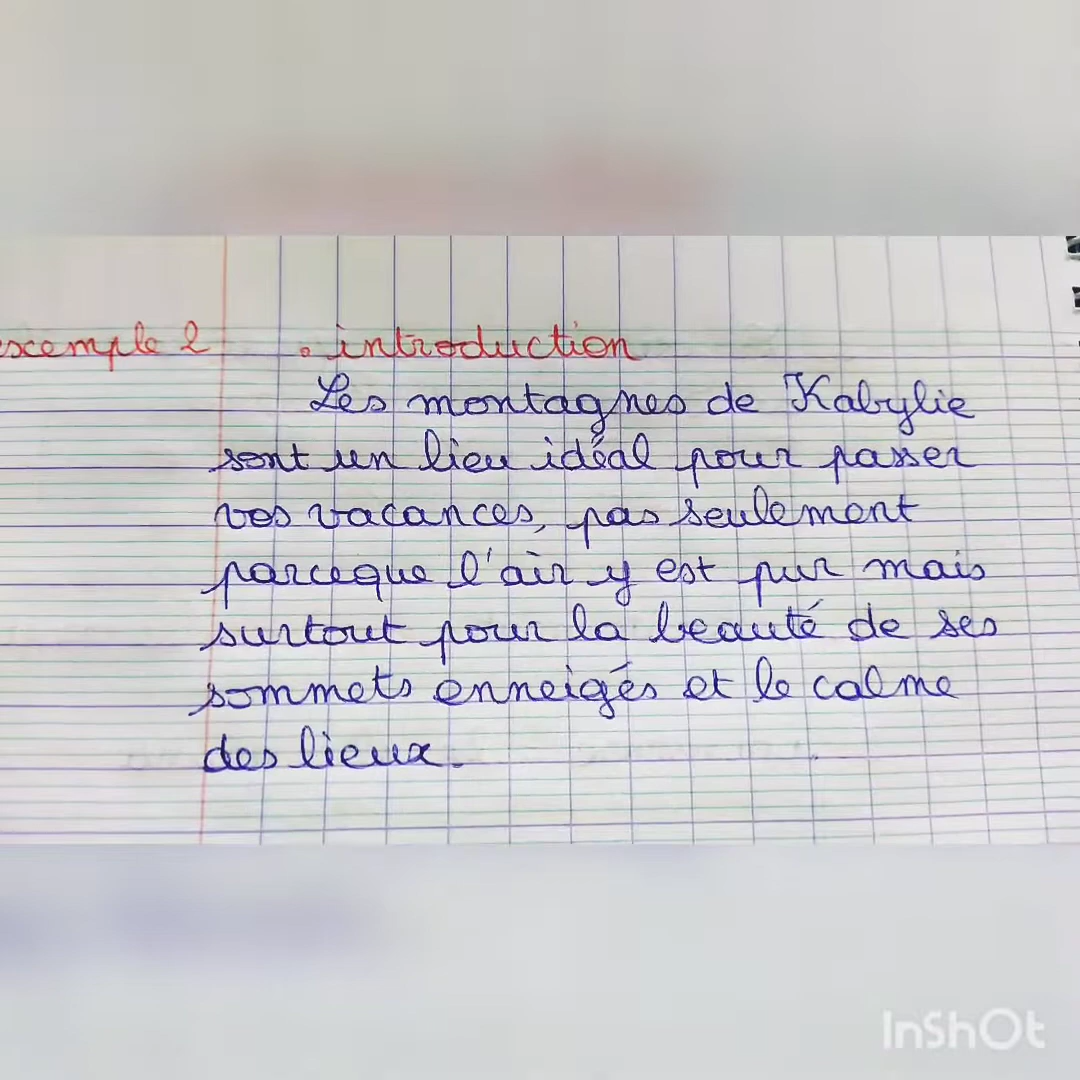 exemple 2 . introduction
Les montagnes de Kabylie
sont un lieu idéal pour passer
vos vacances, pas seulement
parceque l'air y est pur mais
surtout pour la beauté de ses
sommets enneigés et le calme
des lieux.
InShOt